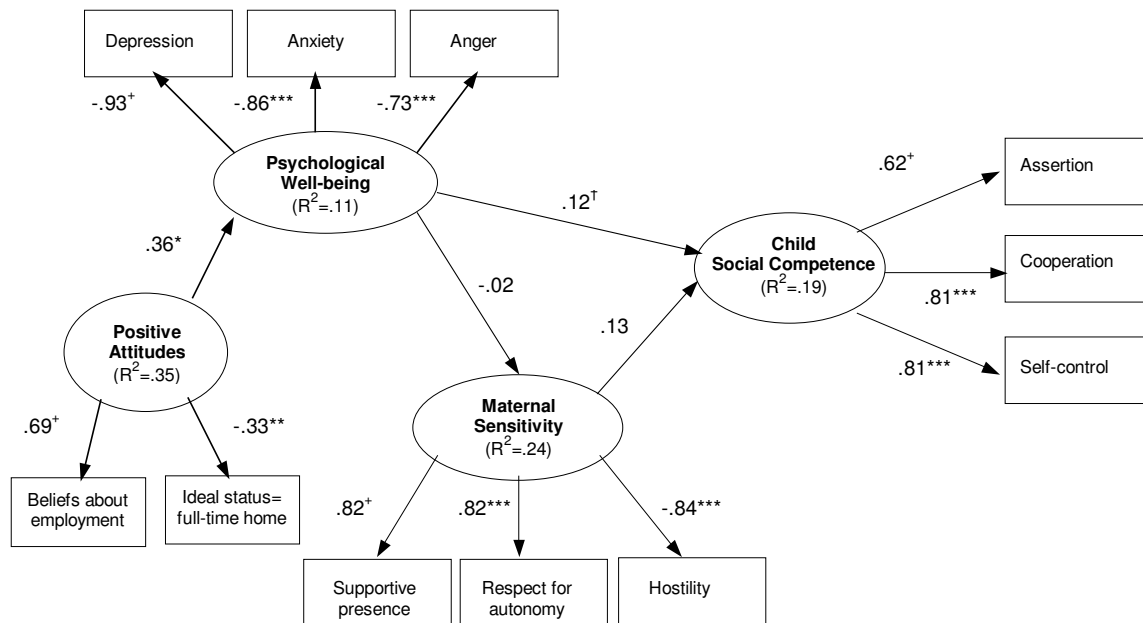 Depression
Anxiety
Anger
-.93+
-.86***
-.73***
Psychological
Well-being
(R²=.11)
.62+
Assertion
.12†
Child
Social Competence
(R²=.19)
Cooperation
.81***
.36*
-.02
.13
.81***
Self-control
Positive
Attitudes
(R²=.35)
Maternal
Sensitivity
(R²=.24)
.69+
-.33**
Beliefs about
employment
Ideal status=
full-time home
.82+
.82***
-.84***
Supportive
presence
Respect for
autonomy
Hostility